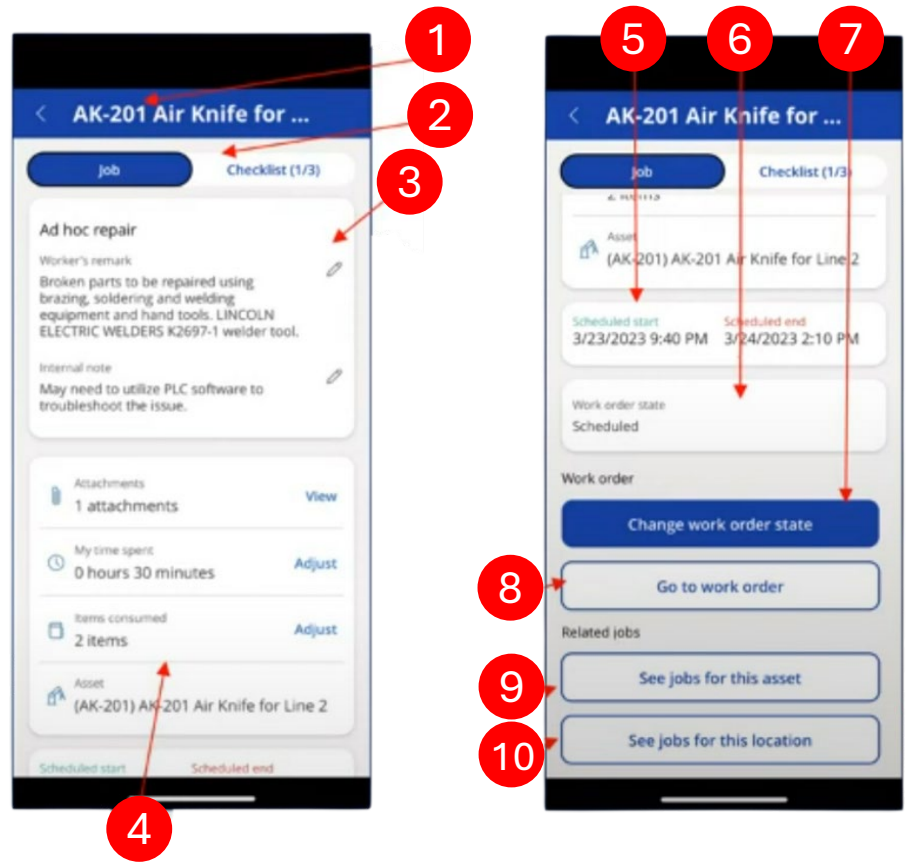 1
AK-201 Air Knife for ...
2
Job
Checklist (1/3)
3
Ad hoc repair
Worker's remark
Broken parts to be repaired using
brazing, soldering and welding
equipment and hand tools. LINCOLN
ELECTRIC WELDERS K2697-1 welder tool.
Internal note
May need to utilize PLC software to
troubleshoot the issue.
Attachments
1 attachments
View
My time spent
0 hours 30 minutes
Adjust
Items consumed
2 items
Adjust
Asset
(AK-201) AK-201 Air Knife for Line 2
Scheduled start
Scheduled end
4
5
6
7
AK-201 Air Knife for ...
Job
Checklist (1/3)
2 items
Asset
(AK-201) AK-201 Air Knife for Line 2
Scheduled start
Scheduled end
3/23/2023 9:40 PM
3/24/2023 2:10 PM
Work order state
Scheduled
Work order
Change work order state
8
Go to work order
Related jobs
9
See jobs for this asset
10
See jobs for this location